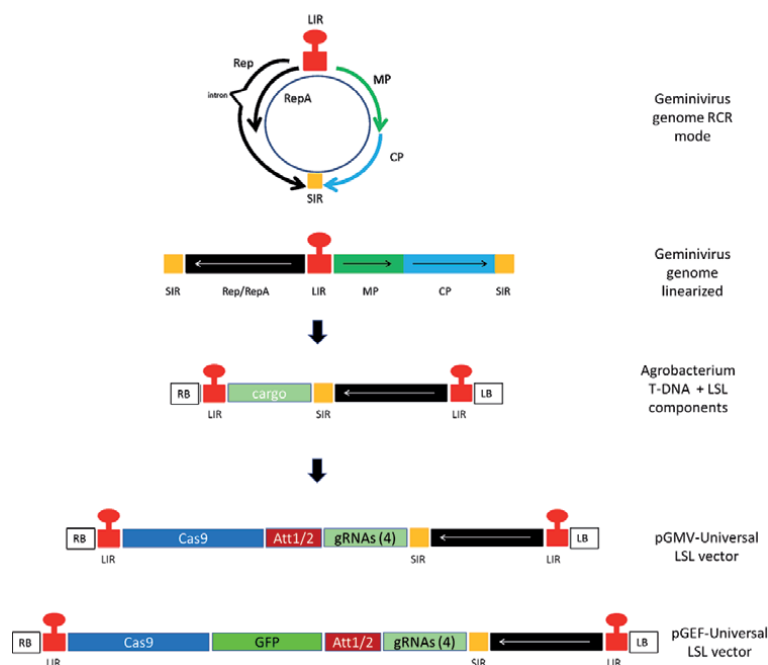 LIR
Rep
MP
intron
RepA
Geminivirus
genome RCR
mode
CP
SIR
Geminivirus
genome
linearized
SIR Rep/RepA LIR MP CP SIR
Agrobacterium
T-DNA + LSL
components
RB cargo LB
LIR SIR LIR
RB Cas9 Att1/2 gRNAs (4) LB
LIR SIR LIR
pGMV-Universal
LSL vector
RB Cas9 GFP Att1/2 gRNAs (4) LB
LIR SIR LIR
pGEF-Universal
LSL vector